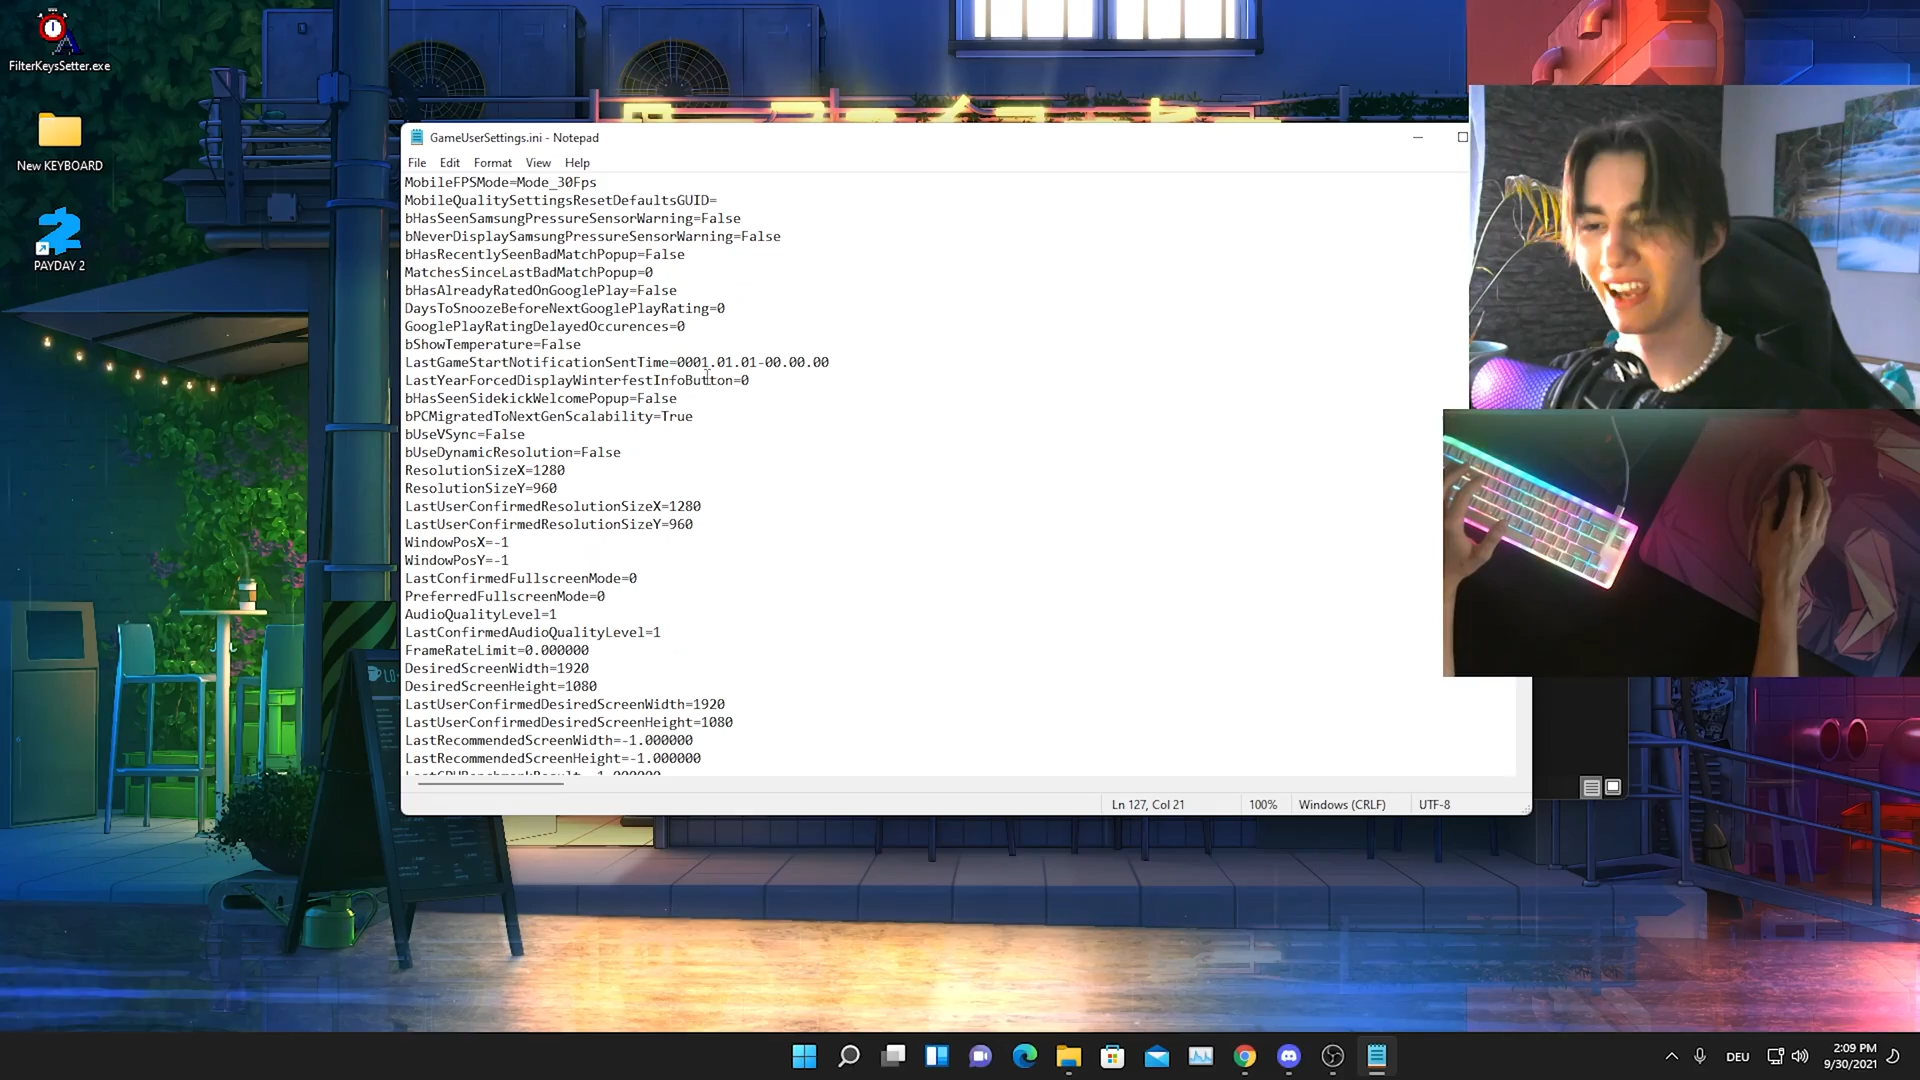 FilterKeysSetter.exe
New KEYBOARD
PAYDAY 2
GameUserSettings.ini - Notepad
File Edit Format View Help
MobileFPSMode=Mode_30Fps
MobileQualitySettingsResetDefaultsGUID=
bHasSeenSamsungPressureSensorWarning=False
bNeverDisplaySamsungPressureSensorWarning=False
bHasRecentlySeenBadMatchPopup=False
MatchesSinceLastBadMatchPopup=0
bHasAlreadyRatedOnGooglePlay=False
DaysToSnoozeBeforeNextGooglePlayRating=0
GooglePlayRatingDelayedOccurences=0
bShowTemperature=False
LastGameStartNotificationSentTime=0001.01.01-00.00.00
LastYearForcedDisplayWinterfestInfoButton=0
bHasSeenSidekickWelcomePopup=False
bPCMigratedToNextGenScalability=True
bUseVSync=False
bUseDynamicResolution=False
ResolutionSizeX=1280
ResolutionSizeY=960
LastUserConfirmedResolutionSizeX=1280
LastUserConfirmedResolutionSizeY=960
WindowPosX=-1
WindowPosY=-1
LastConfirmedFullscreenMode=0
PreferredFullscreenMode=0
AudioQualityLevel=1
LastConfirmedAudioQualityLevel=1
FrameRateLimit=0.000000
DesiredScreenWidth=1920
DesiredScreenHeight=1080
LastUserConfirmedDesiredScreenWidth=1920
LastUserConfirmedDesiredScreenHeight=1080
LastRecommendedScreenWidth=-1.000000
LastRecommendedScreenHeight=-1.000000
Ln 127, Col 21 100% Windows (CRLF) UTF-8
DEU
2:09 PM
9/30/2021